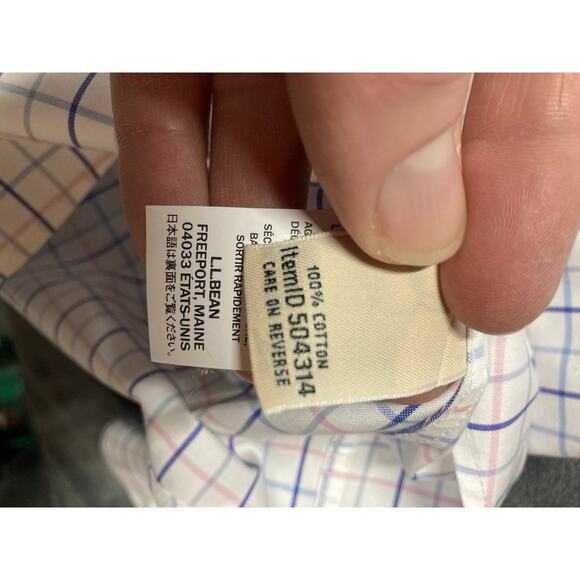 100% COTTON
ItemID 504314
CARE ON REVERSE
SORTIR RAPIDEMENT
L.L.BEAN
FREEPORT, MAINE
04033 ÉTATS-UNIS
日本語は裏面をご覧ください。